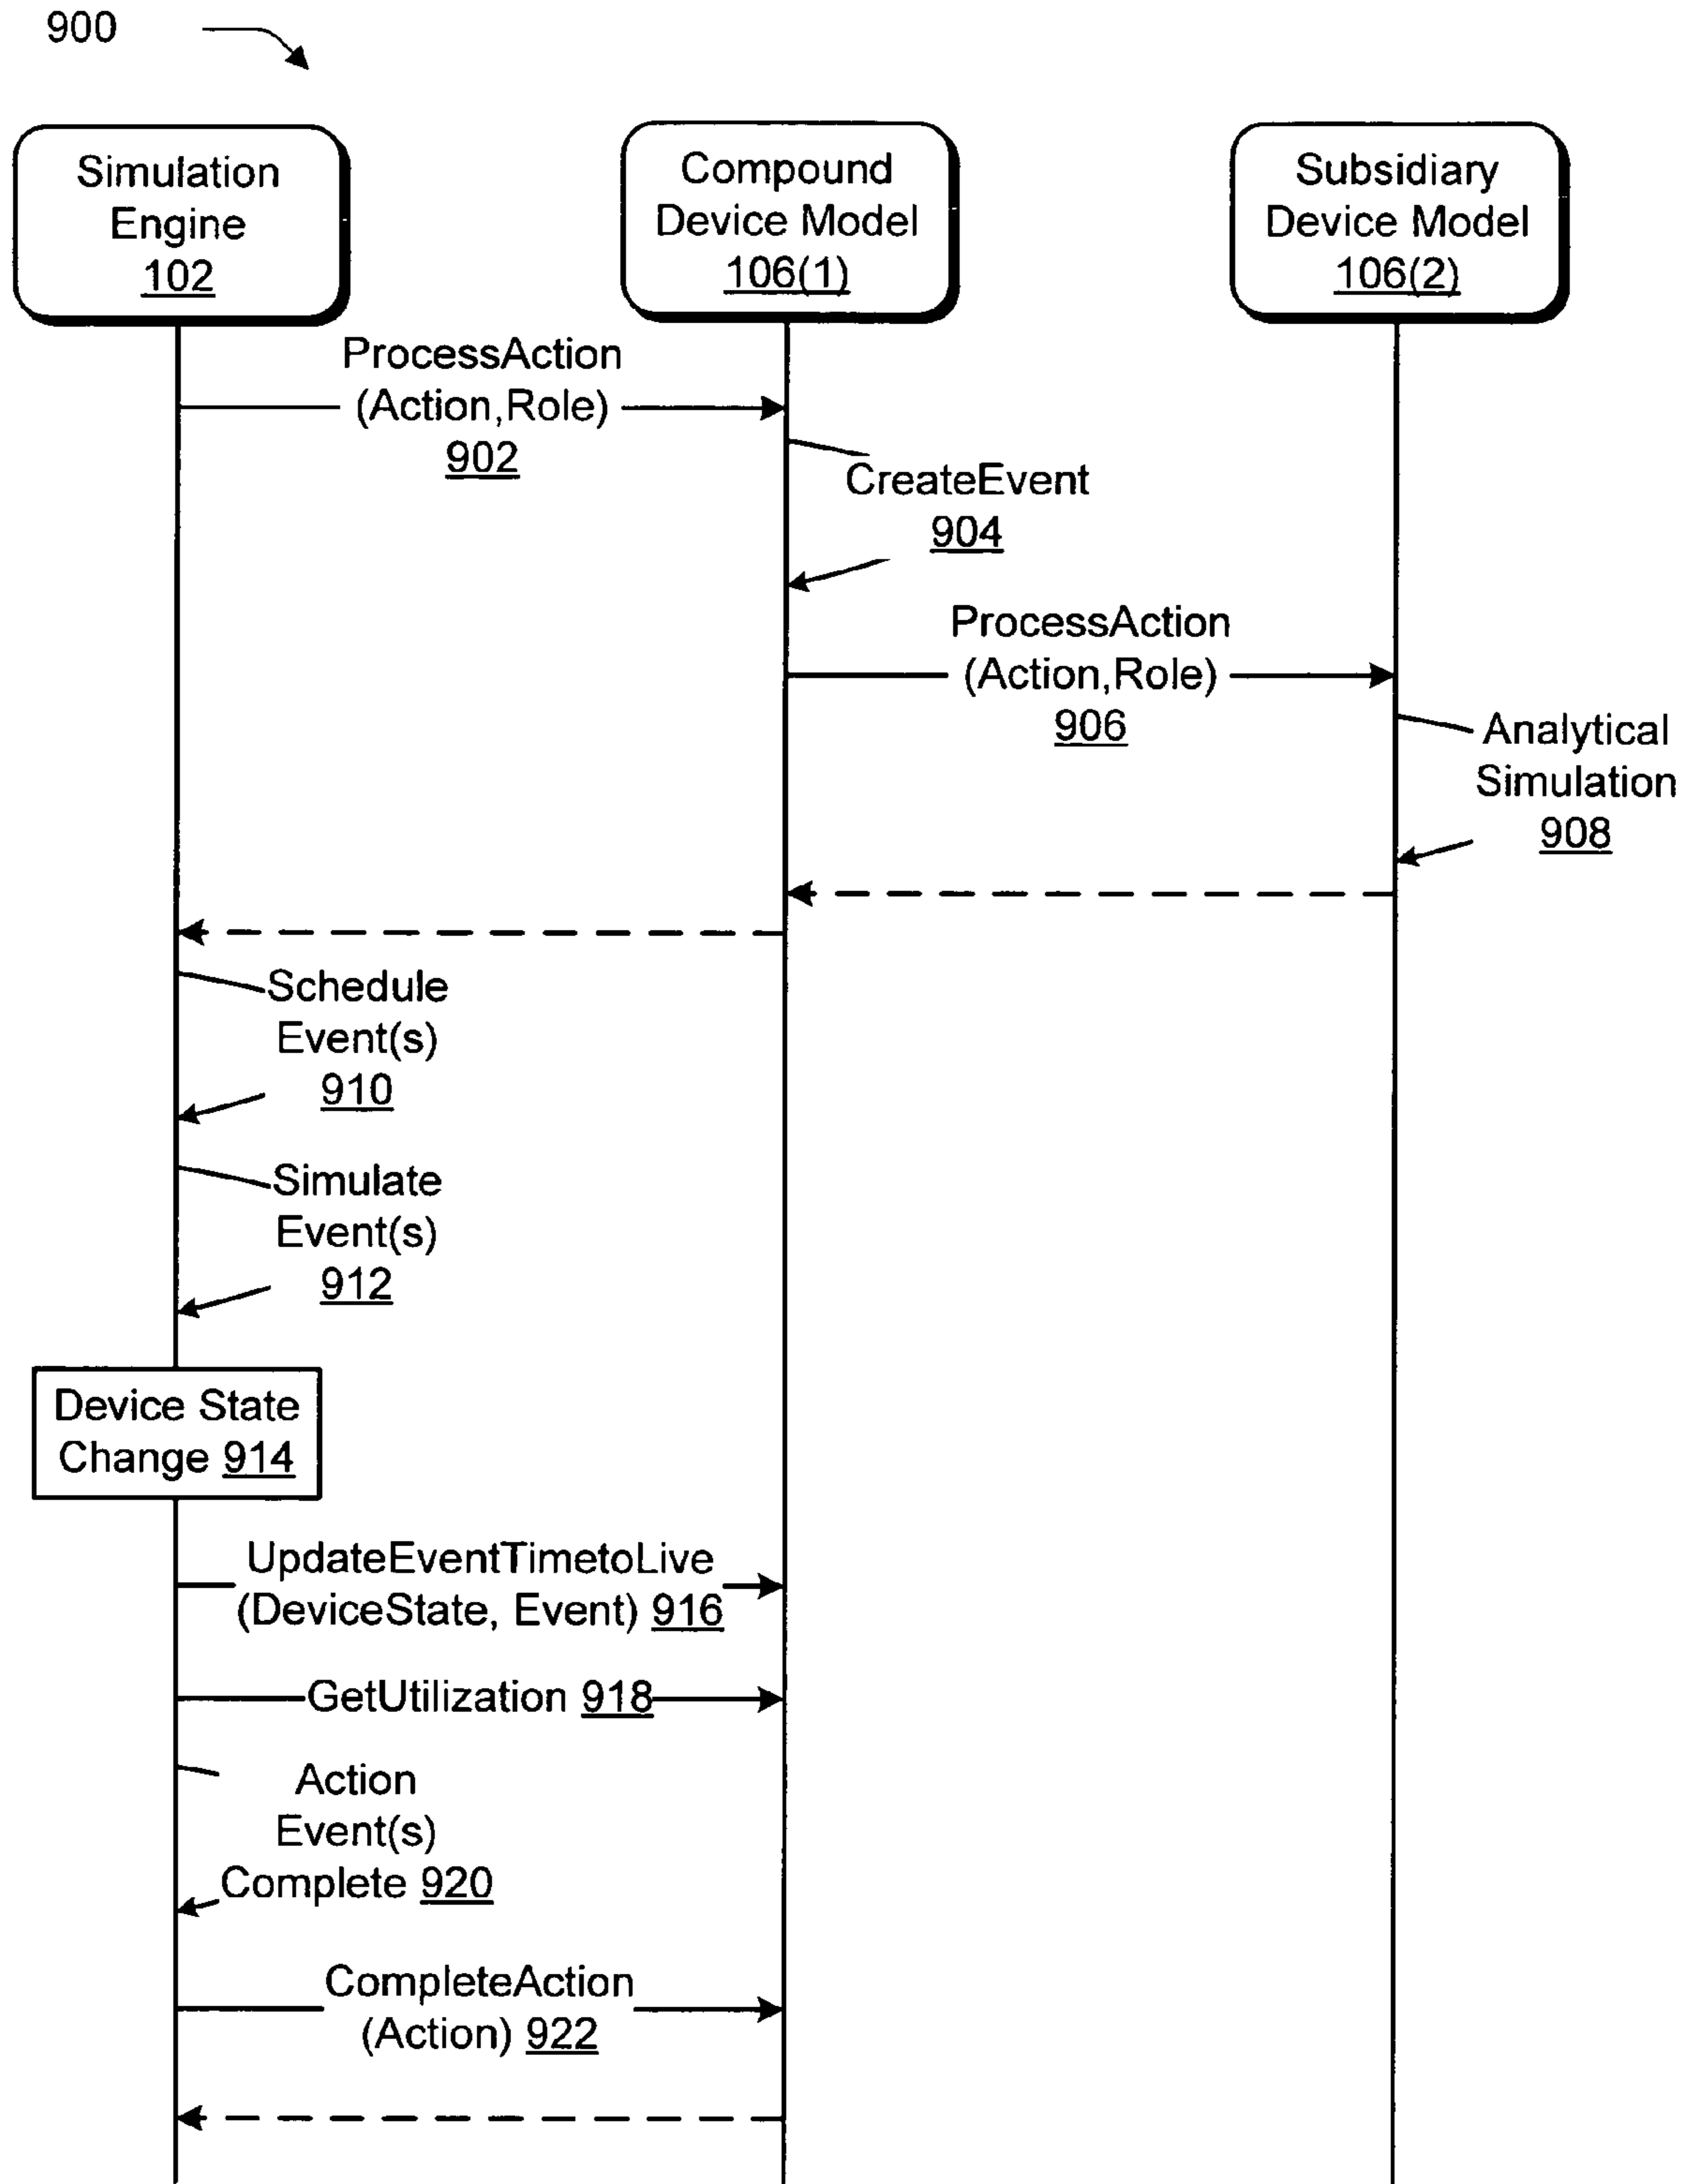 900
Simulation
Engine
102
Compound
Device Model
106(1)
Subsidiary
Device Model
106(2)
ProcessAction
(Action,Role)
902
CreateEvent
904
ProcessAction
(Action,Role)
906
Analytical
Simulation
908
Schedule
Event(s)
910
Simulate
Event(s)
912
Device State
Change 914
UpdateEventTimetoLive
(DeviceState, Event) 916
GetUtilization 918
Action
Event(s)
Complete 920
CompleteAction
(Action) 922